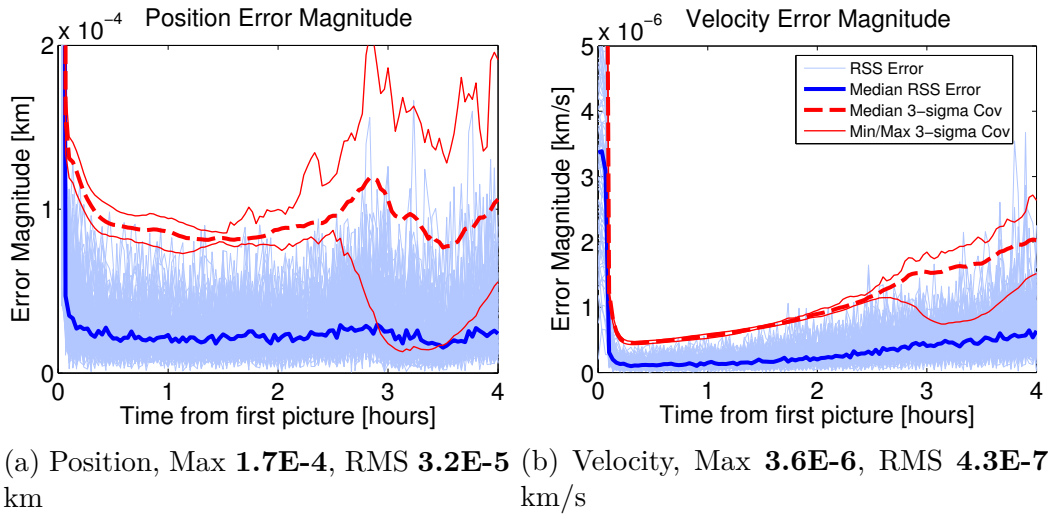 Position Error Magnitude
x 10⁻⁴
2
1
0
Error Magnitude [km]
0 1 2 3 4
Time from first picture [hours]
Velocity Error Magnitude
x 10⁻⁶
5
4
3
2
1
0
Error Magnitude [km/s]
RSS Error
Median RSS Error
Median 3-sigma Cov
Min/Max 3-sigma Cov
0 1 2 3 4
Time from first picture [hours]
(a) Position, Max 1.7E-4, RMS 3.2E-5
km
(b) Velocity, Max 3.6E-6, RMS 4.3E-7
km/s